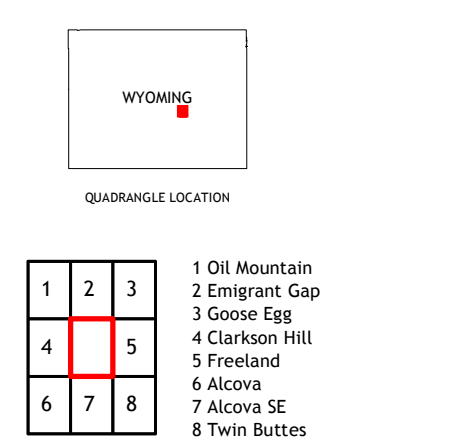 WYOMING
QUADRANGLE LOCATION
1 2 3
4 5
6 7 8
1 Oil Mountain
2 Emigrant Gap
3 Goose Egg
4 Clarkson Hill
5 Freeland
6 Alcova
7 Alcova SE
8 Twin Buttes